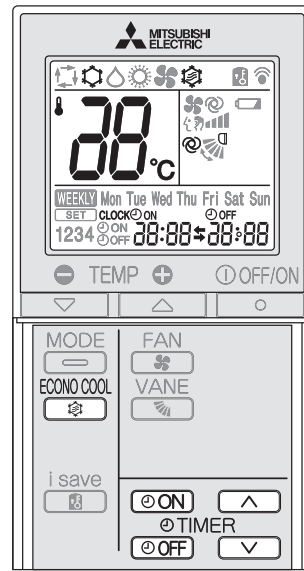 MITSUBISHI
ELECTRIC
88°C
WEEKLY Mon Tue Wed Thu Fri Sat Sun
SET CLOCK ON OFF
1234 ON OFF 88:88 88:88
TEMP OFF/ON
MODE FAN
ECONO COOL VANE
i save
ON
TIMER
OFF